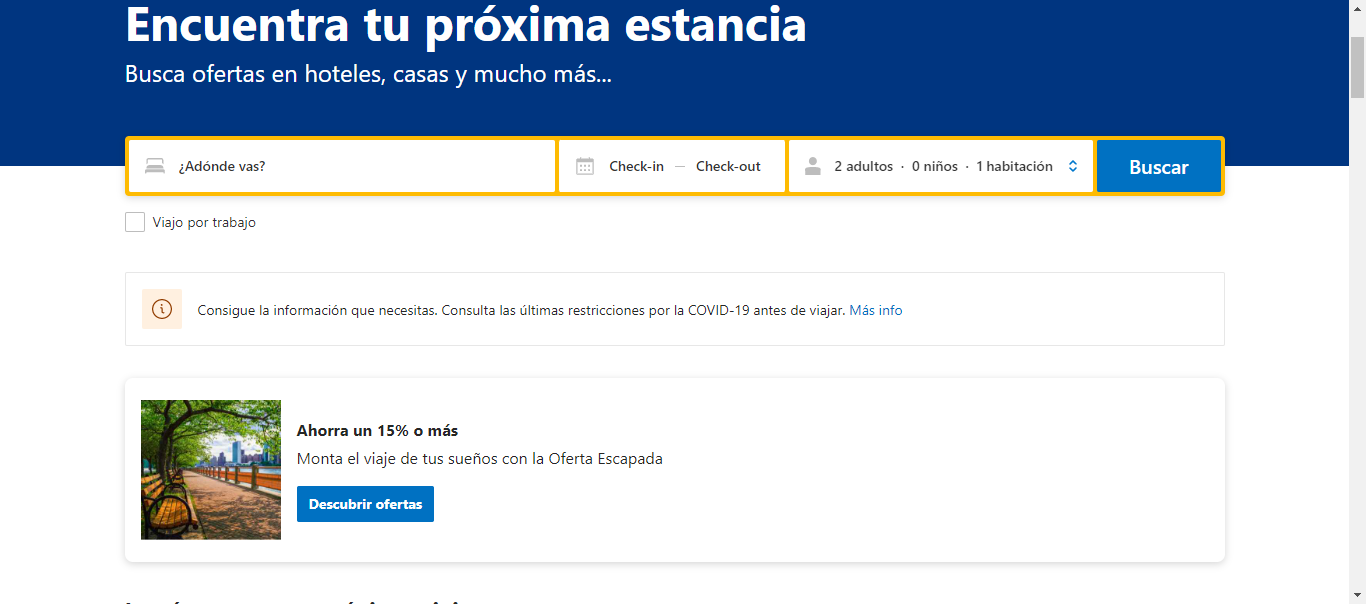 Encuentra tu próxima estancia
Busca ofertas en hoteles, casas y mucho más...
¿Adónde vas?
Check-in — Check-out
2 adultos · 0 niños · 1 habitación
Buscar
Viajo por trabajo
Consigue la información que necesitas. Consulta las últimas restricciones por la COVID-19 antes de viajar. Más info
Ahorra un 15% o más
Monta el viaje de tus sueños con la Oferta Escapada
Descubrir ofertas